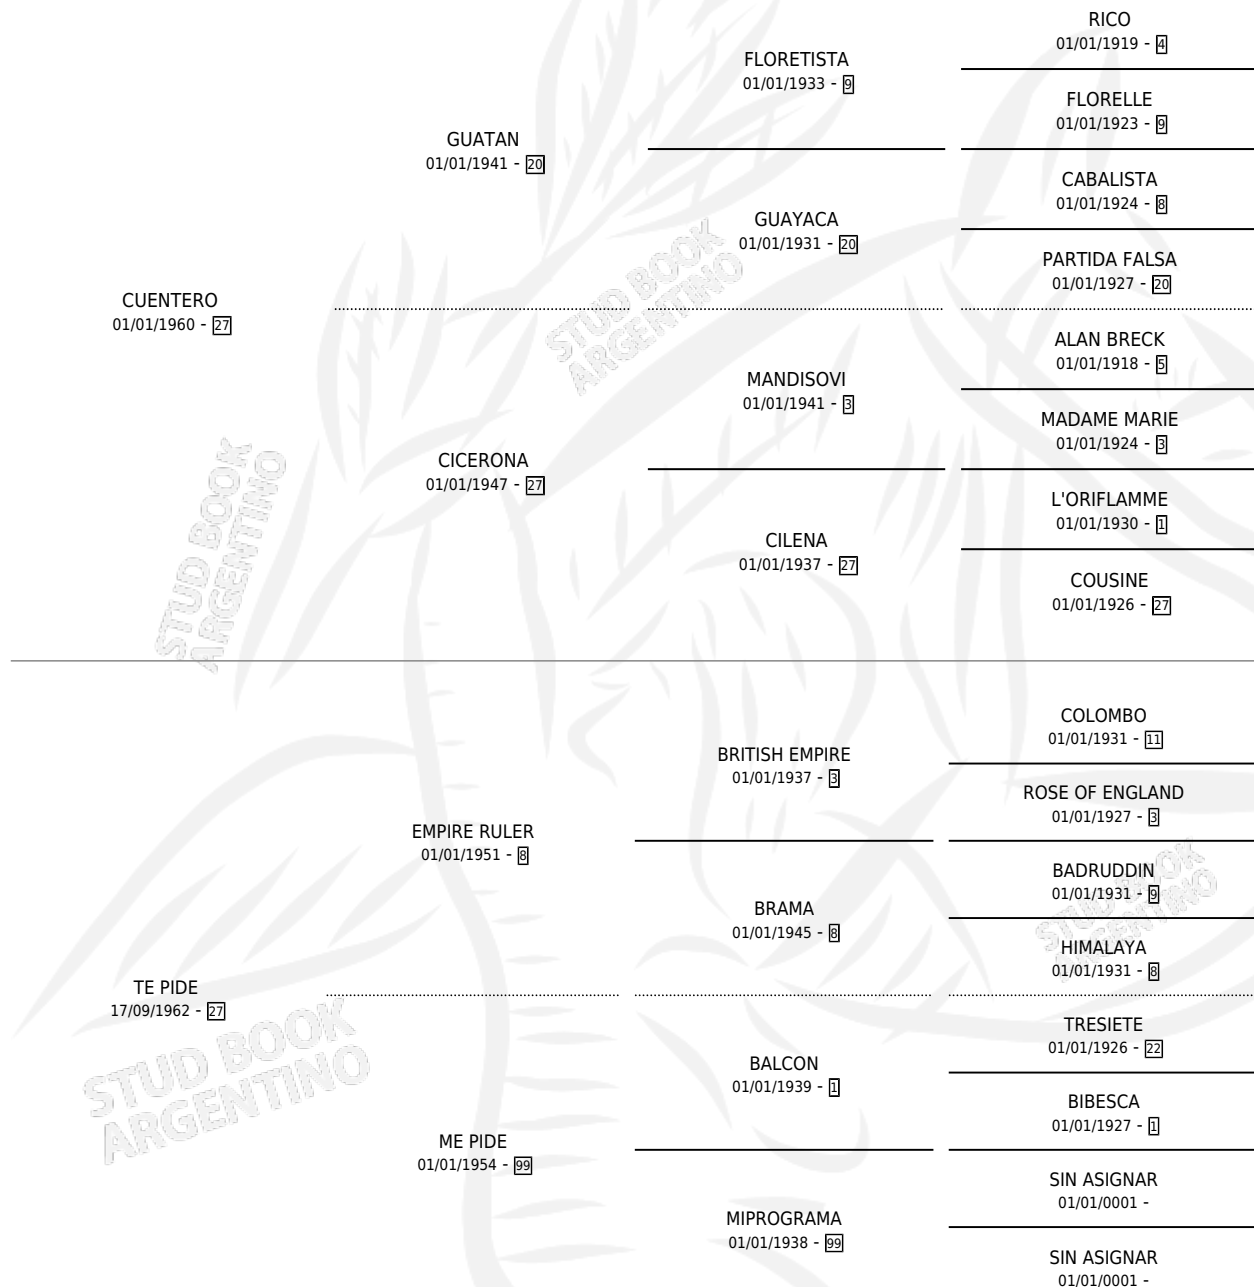 RICO
01/01/1919 - 4
FLORETISTA
01/01/1933 - 9
FLORELLE
01/01/1923 - 9
GUATAN
01/01/1941 - 20
CABALISTA
01/01/1924 - 8
GUAYACA
01/01/1931 - 20
PARTIDA FALSA
01/01/1927 - 20
CUENTERO
01/01/1960 - 27
ALAN BRECK
01/01/1918 - 5
MANDISOVI
01/01/1941 - 3
MADAME MARIE
01/01/1924 - 3
CICERONA
01/01/1947 - 27
L'ORIFLAMME
01/01/1930 - 1
CILENA
01/01/1937 - 27
COUSINE
01/01/1926 - 27
COLOMBO
01/01/1931 - 11
BRITISH EMPIRE
01/01/1937 - 3
ROSE OF ENGLAND
01/01/1927 - 3
EMPIRE RULER
01/01/1951 - 8
BADRUDDIN
01/01/1931 - 9
BRAMA
01/01/1945 - 8
HIMALAYA
01/01/1931 - 8
TE PIDE
17/09/1962 - 27
TRESIETE
01/01/1926 - 22
BALCON
01/01/1939 - 1
BIBESCA
01/01/1927 - 1
ME PIDE
01/01/1954 - 99
SIN ASIGNAR
01/01/0001 -
MIPROGRAMA
01/01/1938 - 99
SIN ASIGNAR
01/01/0001 -
STUD BOOK
ARGENTINO
STUD BOOK
ARGENTINO
STUD BOOK
ARGENTINO
STUD BOOK
ARGENTINO